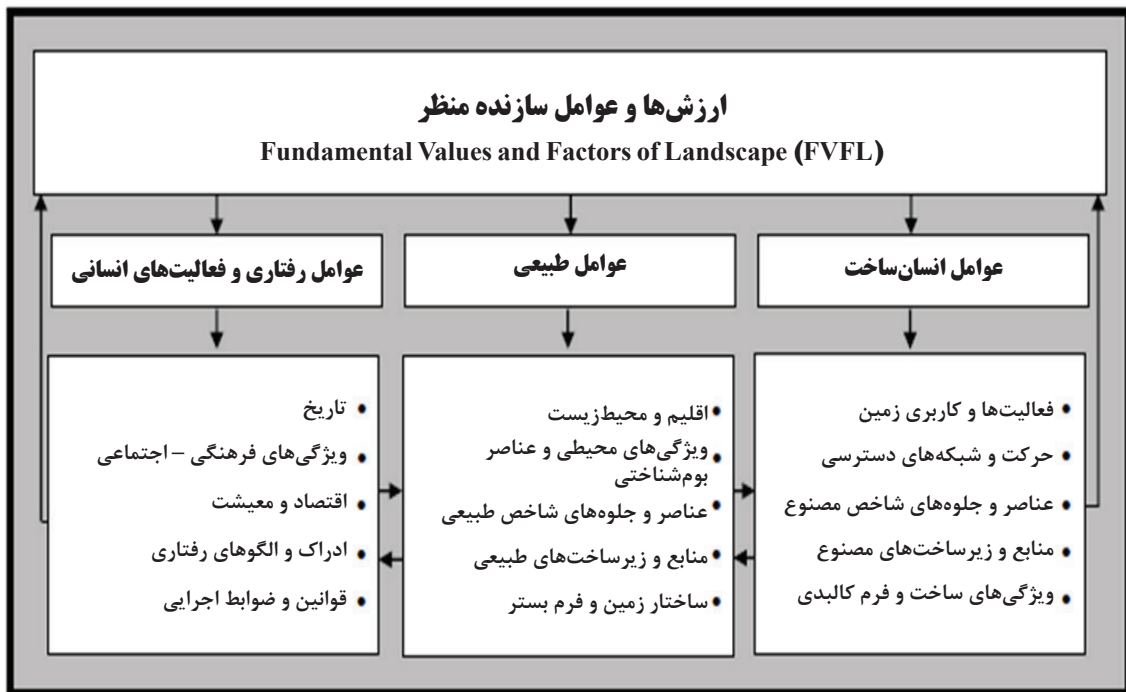 ارزش‌ها و عوامل سازنده منظر
Fundamental Values and Factors of Landscape (FVFL)
عوامل انسان‌ساخت
عوامل طبیعی
عوامل رفتاری و فعالیت‌های انسانی
• فعالیت‌ها و کاربری زمین
• حرکت و شبکه‌های دسترسی
• عناصر و جلوه‌های شاخص مصنوع
• منابع و زیرساخت‌های مصنوع
• ویژگی‌های ساخت و فرم کالبدی
• اقلیم و محیط‌زیست
• ویژگی‌های محیطی و عناصر
بوم‌شناختی
• عناصر و جلوه‌های شاخص طبیعی
• منابع و زیرساخت‌های طبیعی
• ساختار زمین و فرم بستر
• تاریخ
• ویژگی‌های فرهنگی – اجتماعی
• اقتصاد و معیشت
• ادراک و الگوهای رفتاری
• قوانین و ضوابط اجرایی